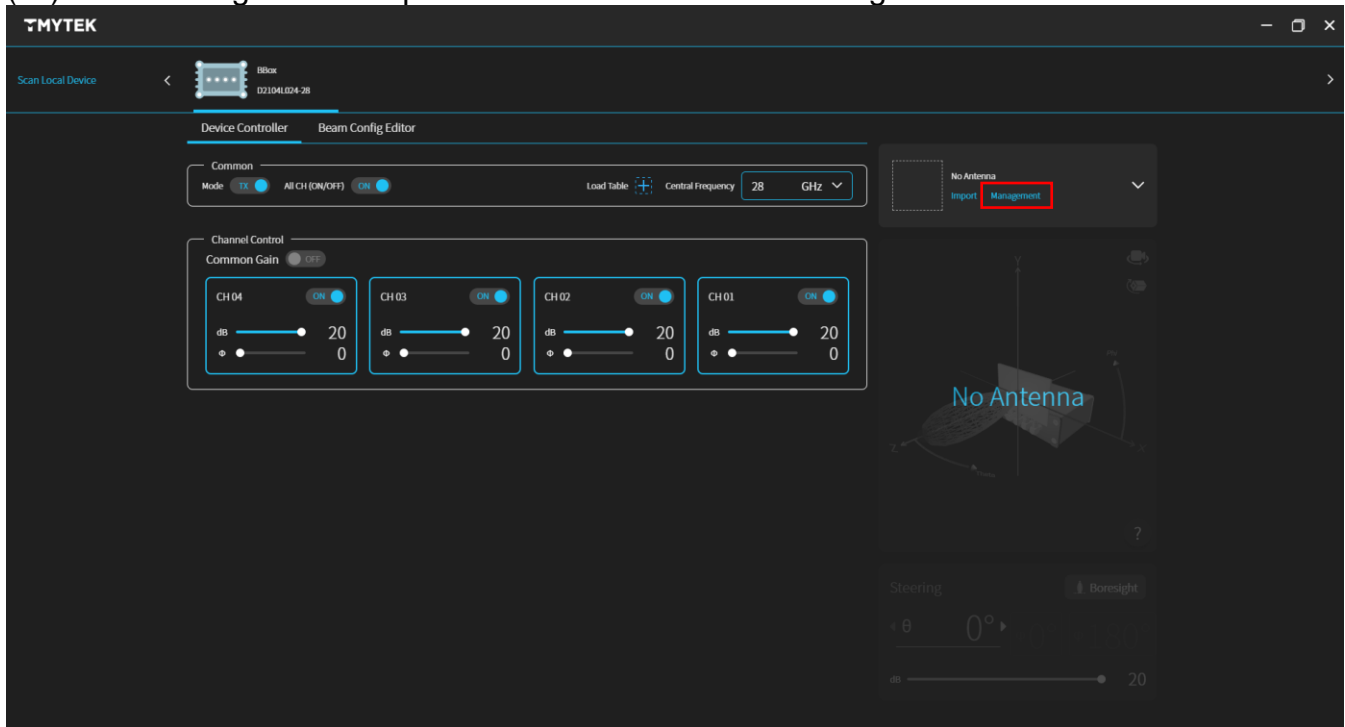 TMYTEK
Scan Local Device
BBox
D2104L024-28
Device Controller Beam Config Editor
Common
Mode TX All CH (ON/OFF) ON Load Table Central Frequency 28 GHz
No Antenna
Import Management
Channel Control
Common Gain OFF
CH 04 ON CH 03 ON CH 02 ON CH 01 ON
dB 20 dB 20 dB 20 dB 20
Φ 0 Φ 0 Φ 0 Φ 0
Y
No Antenna
Z X
?
Steering Boresight
θ 0°
dB 20